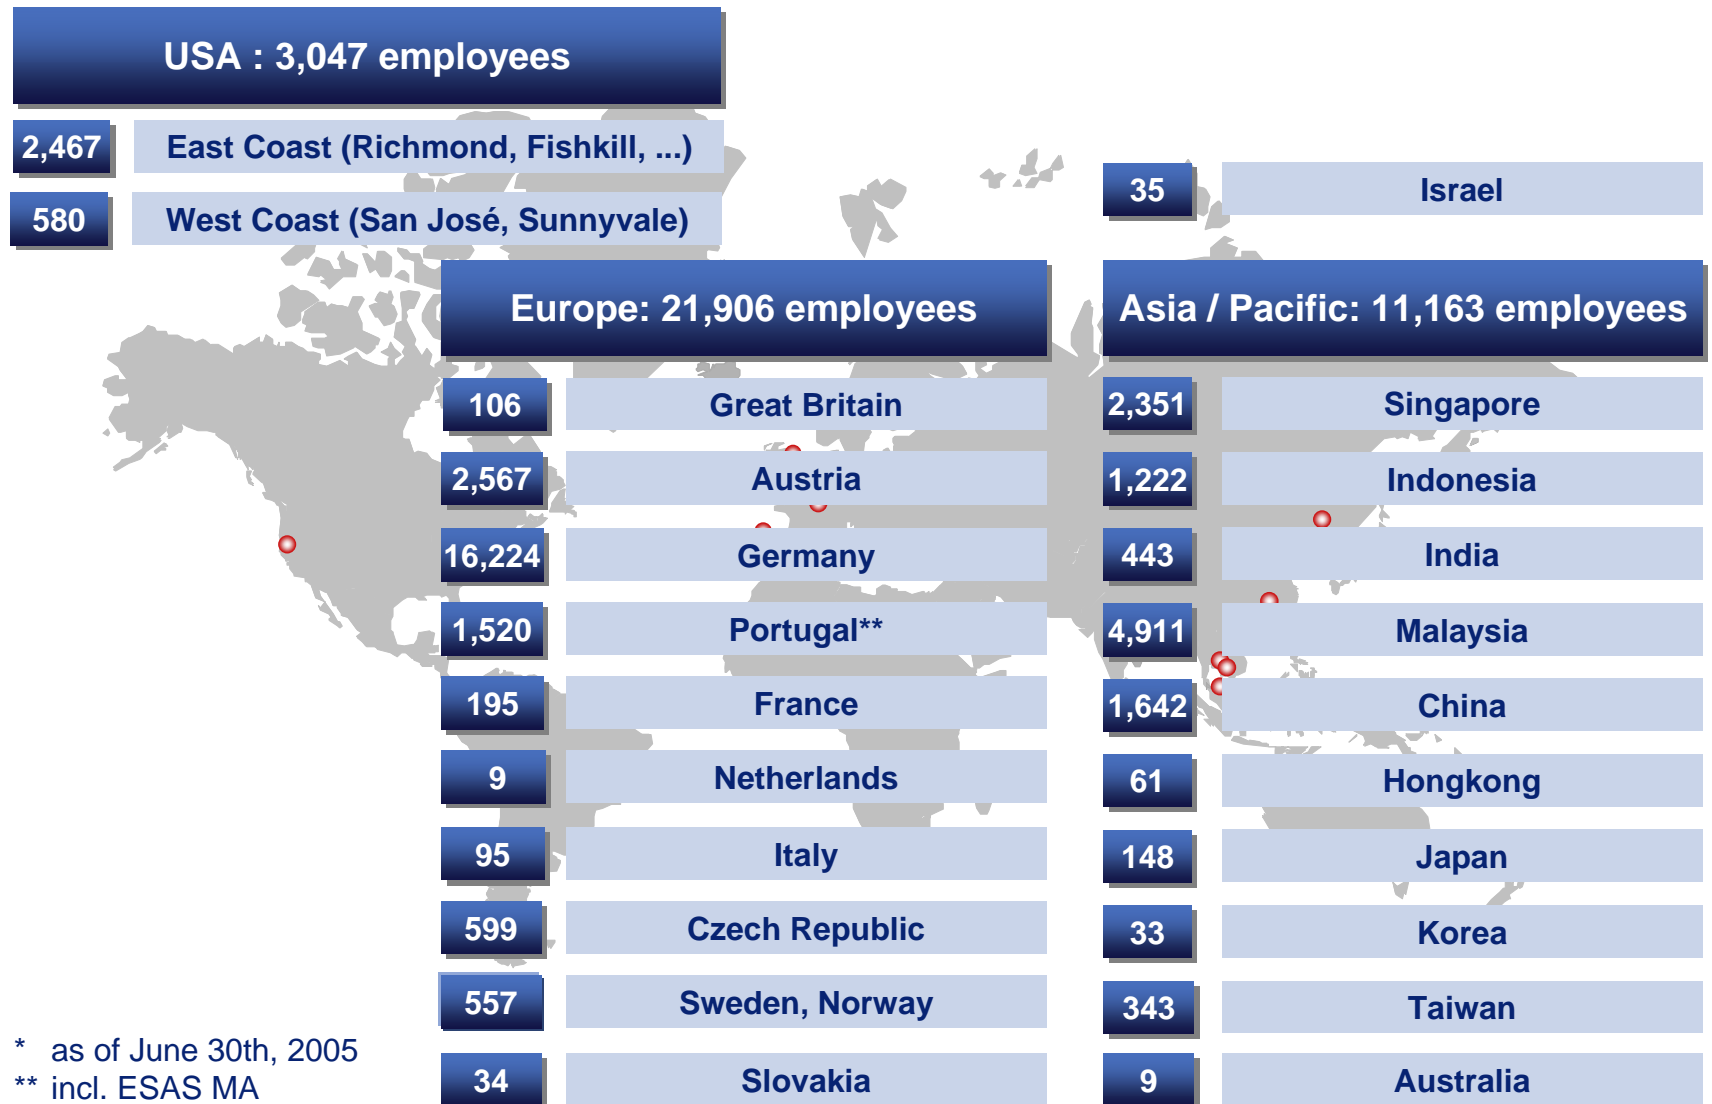 USA : 3,047 employees
2,467 East Coast (Richmond, Fishkill, ...)
580 West Coast (San José, Sunnyvale)
35 Israel
Europe: 21,906 employees
106 Great Britain
2,567 Austria
16,224 Germany
1,520 Portugal**
195 France
9 Netherlands
95 Italy
599 Czech Republic
557 Sweden, Norway
34 Slovakia
Asia / Pacific: 11,163 employees
2,351 Singapore
1,222 Indonesia
443 India
4,911 Malaysia
1,642 China
61 Hongkong
148 Japan
33 Korea
343 Taiwan
9 Australia
* as of June 30th, 2005
** incl. ESAS MA